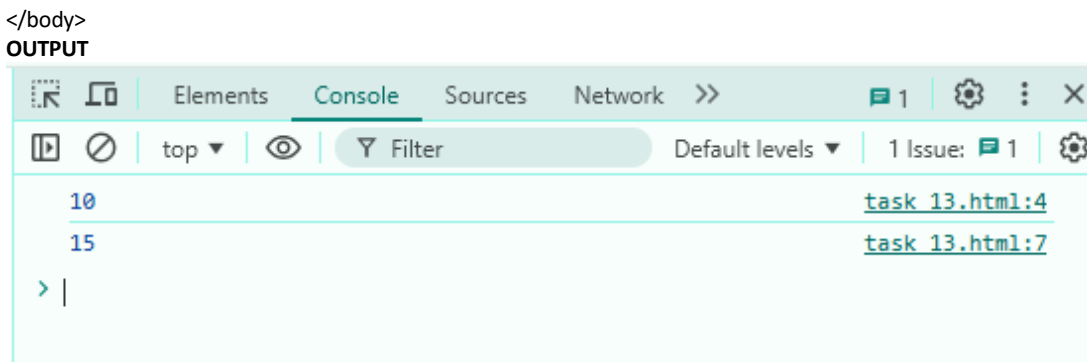 </body>
OUTPUT
Elements Console Sources Network >> 1
top ▼ Filter Default levels ▼ 1 Issue: 1
10 task 13.html:4
15 task 13.html:7
>